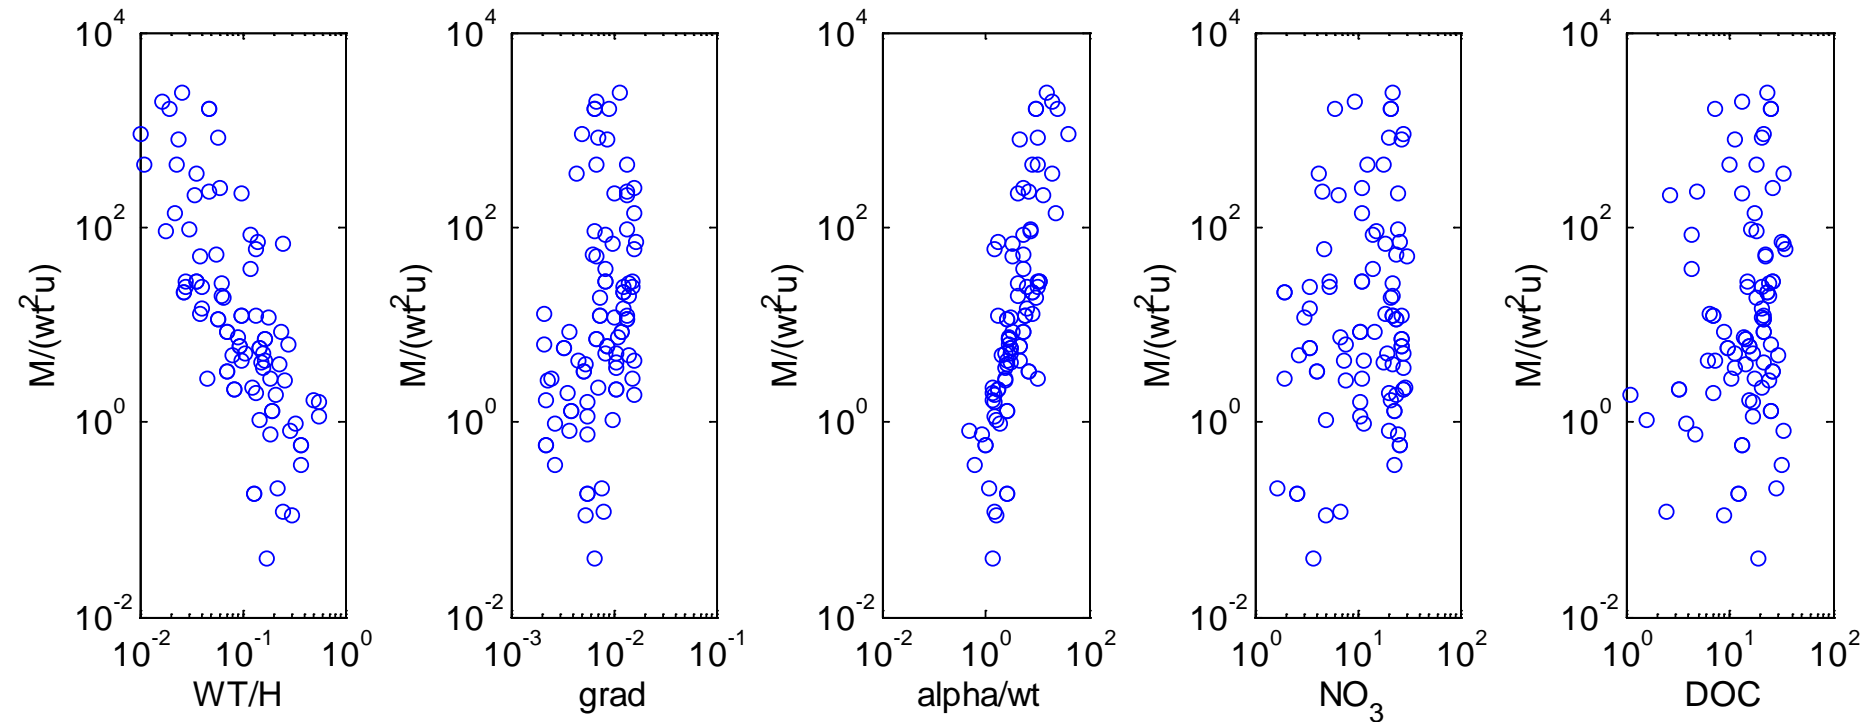 10^4 10^4 10^4 10^4 10^4
10^2 10^2 10^2 10^2 10^2
M/(wt^2u) M/(wt^2u) M/(wt^2u) M/(wt^2u) M/(wt^2u)
10^0 10^0 10^0 10^0 10^0
10^-2 10^-2 10^-2 10^-2 10^-2
10^-2 10^-1 10^0 10^-3 10^-2 10^-1 10^-2 10^0 10^2 10^0 10^1 10^2 10^0 10^1 10^2
WT/H grad alpha/wt NO_3 DOC